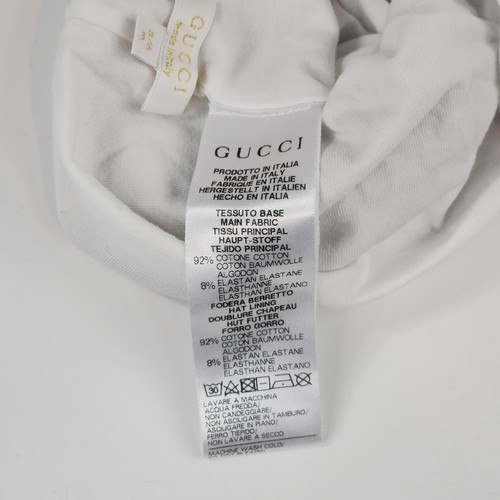 GUCCI
made in italy
GUCCI
PRODOTTO IN ITALIA
MADE IN ITALY
FABRIQUE EN ITALIE
HERGESTELLT IN ITALIEN
HECHO EN ITALIA
TESSUTO BASE
MAIN FABRIC
TISSU PRINCIPAL
HAUPT-STOFF
TEJIDO PRINCIPAL
92% COTONE COTTON
COTON BAUMWOLLE
ALGODON
8% ELASTAN ELASTANE
ELASTHANNE
ELASTHAN ELASTANO
FODERA BERRETTO
HAT LINING
DOUBLURE CHAPEAU
HUT FUTTER
FORRO GORRO
92% COTONE COTTON
COTON BAUMWOLLE
ALGODON
8% ELASTAN ELASTANE
ELASTHANNE
ELASTHAN ELASTANO
30
LAVARE A MACCHINA
ACQUA FREDDA/
NON CANDEGGIARE/
NON ASCIUGARE IN TAMBURO/
ASCIUGARE IN PIANO/
FERRO TIEPIDO/
NON LAVARE A SECCO
MACHINE WASH COLD/